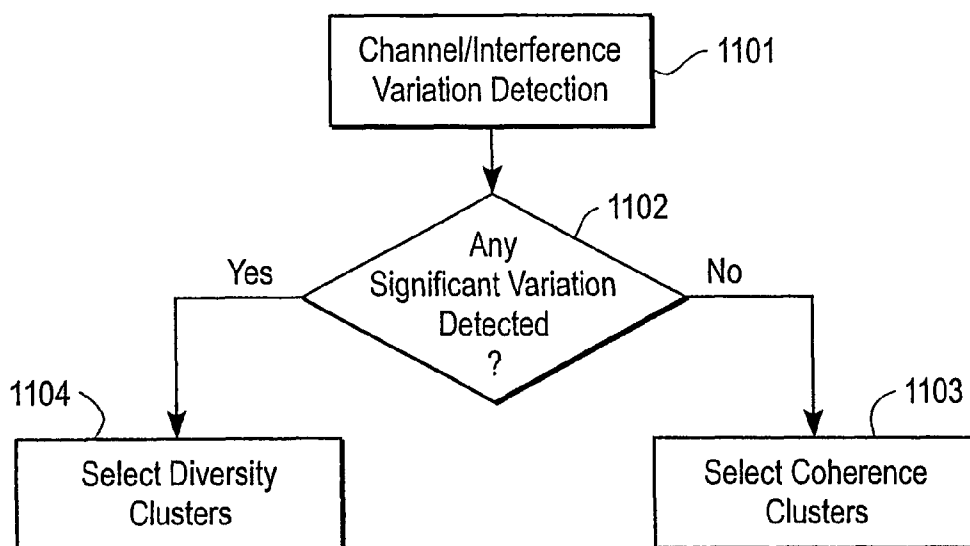 Channel/Interference
Variation Detection
1101
1102
Any
Significant Variation
Detected
?
Yes
No
1104
1103
Select Diversity
Clusters
Select Coherence
Clusters